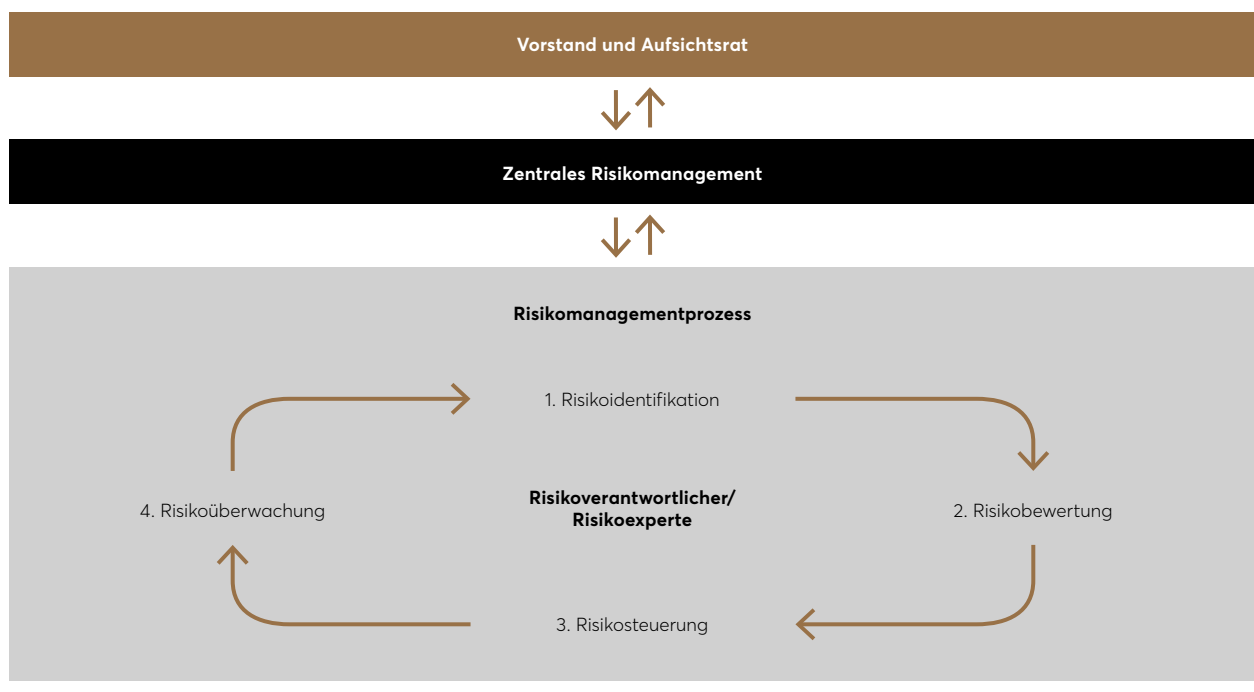 Vorstand und Aufsichtsrat
Zentrales Risikomanagement
Risikomanagementprozess
1. Risikoidentifikation
4. Risikoüberwachung
Risikoverantwortlicher/
Risikoexperte
2. Risikobewertung
3. Risikosteuerung